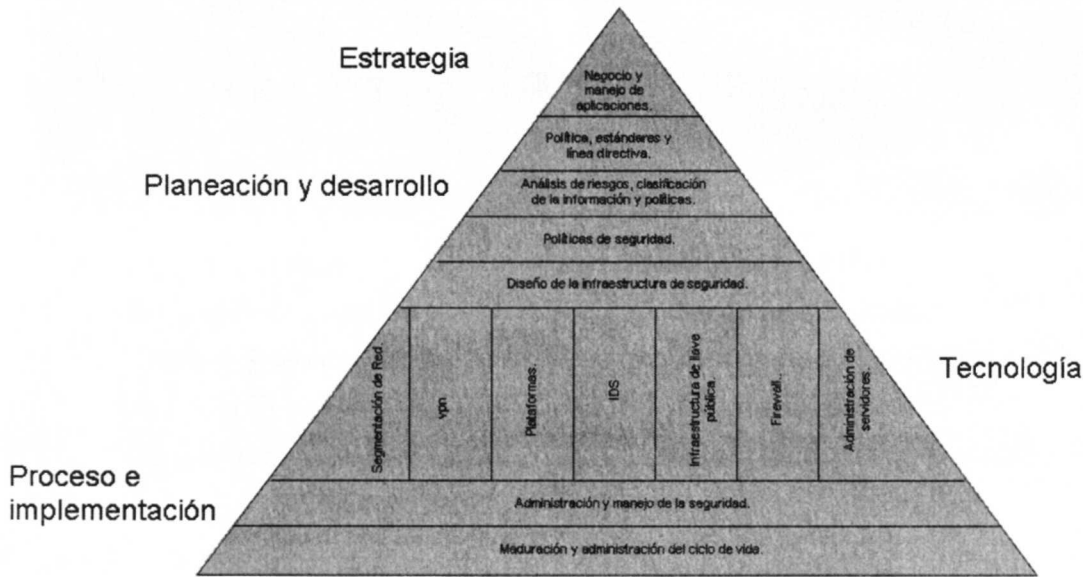 Estrategia
Negocio y
manejo de
aplicaciones.
Política, estándares y
línea directiva.
Planeación y desarrollo
Análisis de riesgos, clasificación
de la información y políticas.
Políticas de seguridad.
Diseño de la infraestructura de seguridad.
Segmentación de Red.
vpn.
Plataformas.
IDS
Infraestructura de llave
pública.
Firewall.
Administración de
servidores.
Tecnología
Proceso e
implementación
Administración y manejo de la seguridad.
Maduración y administración del ciclo de vida.